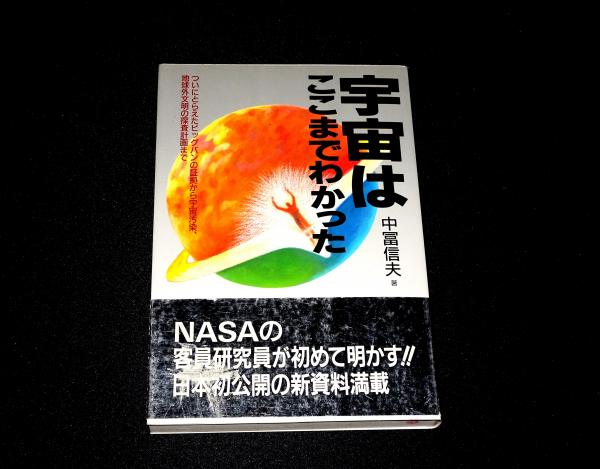 宇宙は
ここまでわかった
中冨信夫 著
ついにとらえたビッグバンの証拠から宇宙汚染、
地球外文明の探査計画まで
NASAの
客員研究員が初めて明かす!!
日本初公開の新資料満載